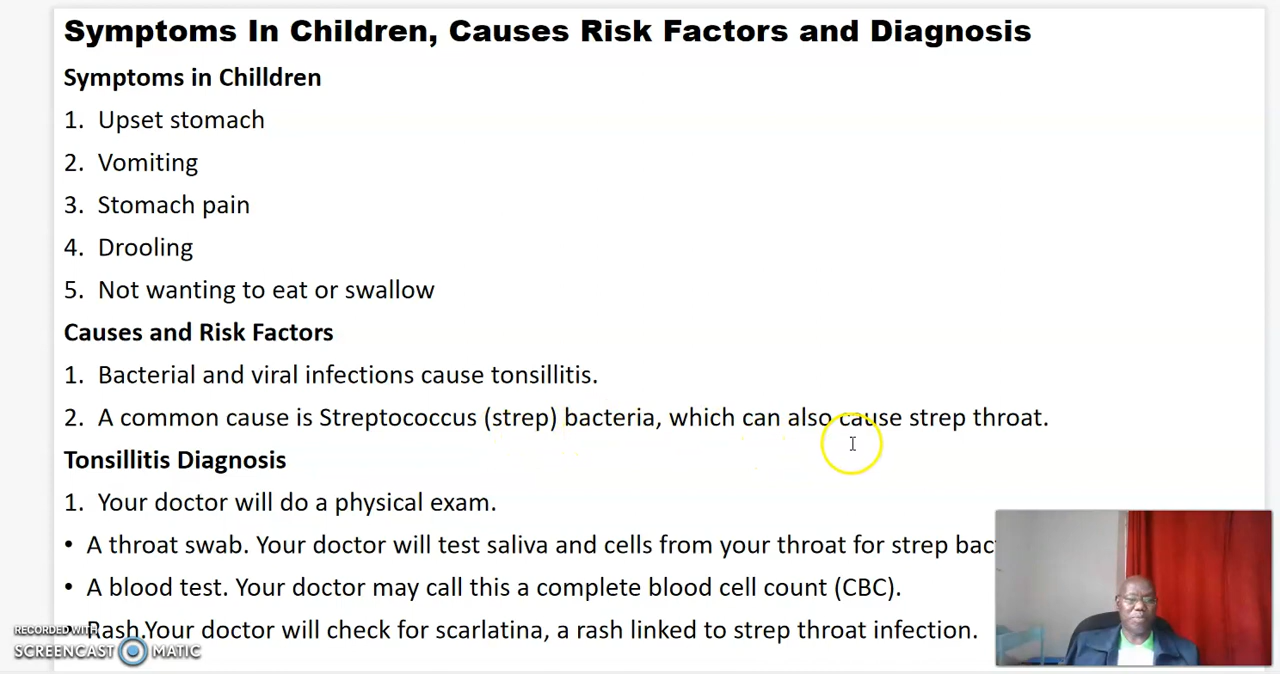 Symptoms In Children, Causes Risk Factors and Diagnosis
Symptoms in Chilldren
1. Upset stomach
2. Vomiting
3. Stomach pain
4. Drooling
5. Not wanting to eat or swallow
Causes and Risk Factors
1. Bacterial and viral infections cause tonsillitis.
2. A common cause is Streptococcus (strep) bacteria, which can also cause strep throat.
Tonsillitis Diagnosis
1. Your doctor will do a physical exam.
• A throat swab. Your doctor will test saliva and cells from your throat for strep
• A blood test. Your doctor may call this a complete blood cell count (CBC).
• Rash.Your doctor will check for scarlatina, a rash linked to strep throat infection.
RECORDED WITH
SCREENCAST MATIC